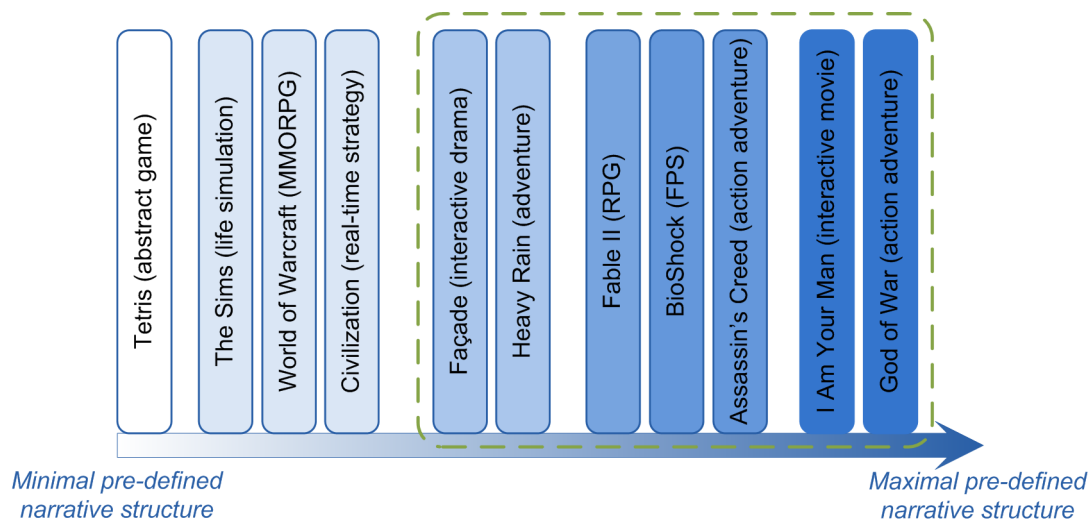 Tetris (abstract game)
The Sims (life simulation)
World of Warcraft (MMORPG)
Civilization (real-time strategy)
Façade (interactive drama)
Heavy Rain (adventure)
Fable II (RPG)
BioShock (FPS)
Assassin's Creed (action adventure)
I Am Your Man (interactive movie)
God of War (action adventure)
Minimal pre-defined
narrative structure
Maximal pre-defined
narrative structure